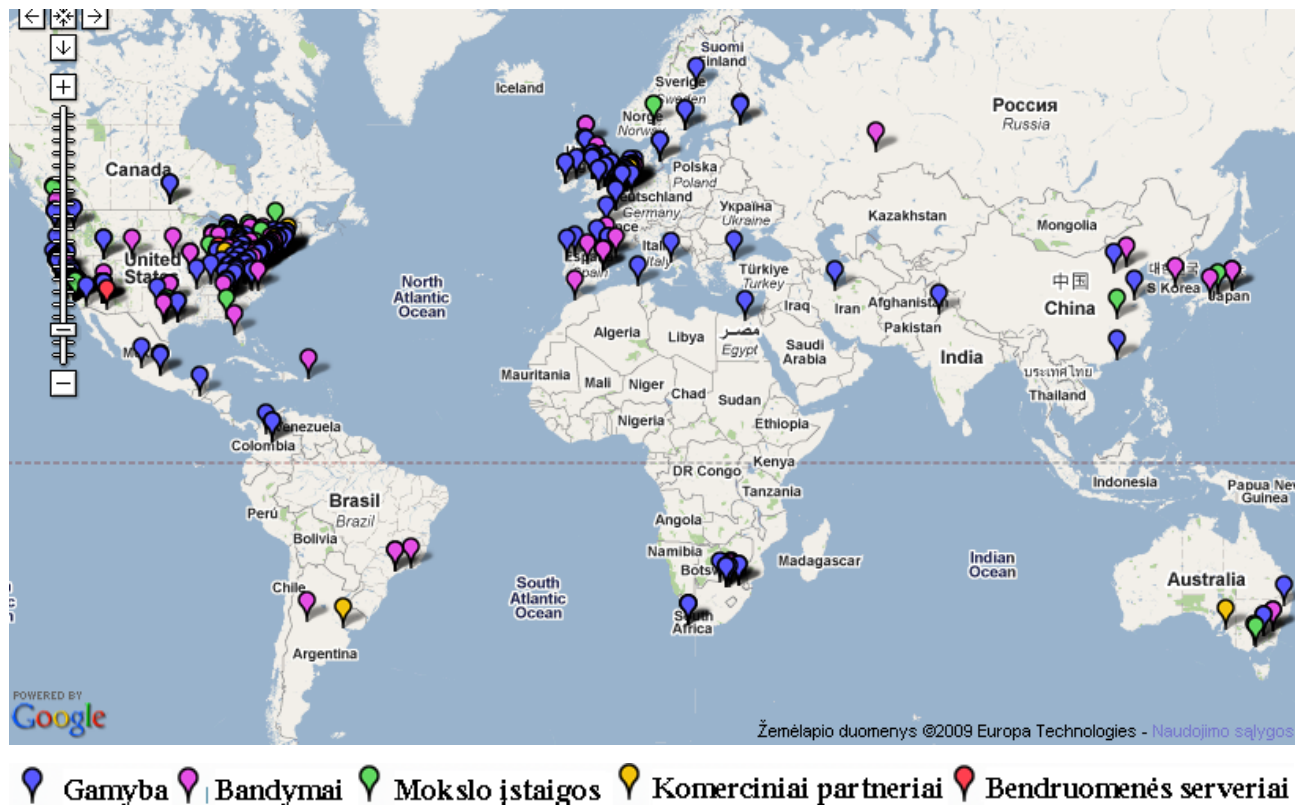 Suomi
Finland
Iceland
Sverige
Sweden
Norge
Norway
Россия
Russia
Canada
Polska
Poland
Deutschland
Germany
Україна
Ukraine
Kazakhstan
Mongolia
United
States
Italia
Italy
España
Spain
Türkiye
Turkey
North
Atlantic
Ocean
中国
China
S Korea
Japan
Iraq
Iran
Afghanistan
Pakistan
Algeria
Libya
مصر
Egypt
Saudi
Arabia
India
ประเทศไทย
Thailand
Mauritania
Mali
Niger
Chad
Sudan
Nigeria
Ethiopia
Venezuela
Colombia
DR Congo
Kenya
Tanzania
Indonesia
Papua New
Guinea
Brasil
Brazil
Perú
Bolivia
Angola
Namibia
Madagascar
Chile
South
Atlantic
Ocean
Indian
Ocean
Australia
South
Africa
Argentina
POWERED BY
Google
Žemėlapio duomenys ©2009 Europa Technologies - Naudojimo sąlygos
Gamyba Bandymai Mokslo įstaigos Komerciniai partneriai Bendruomenės serveriai